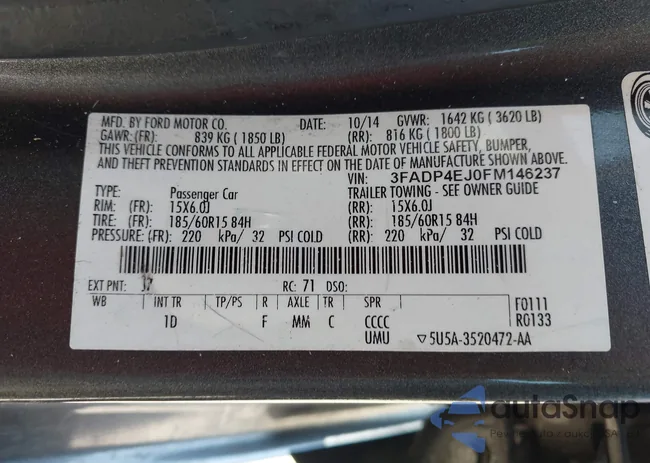 MFD. BY FORD MOTOR CO. DATE: 10/14 GVWR: 1642 KG ( 3620 LB)
GAWR: (FR): 839 KG ( 1850 LB) (RR): 816 KG ( 1800 LB)
THIS VEHICLE CONFORMS TO ALL APPLICABLE FEDERAL MOTOR VEHICLE SAFETY, BUMPER,
AND THEFT PREVENTION STANDARDS IN EFFECT ON THE DATE OF MANUFACTURE SHOWN ABOVE.
VIN: 3FADP4EJ0FM146237
TYPE: Passenger Car TRAILER TOWING - SEE OWNER GUIDE
RIM: (FR): 15X6.0J (RR): 15X6.0J
TIRE: (FR): 185/60R15 84H (RR): 185/60R15 84H
PRESSURE: (FR): 220 kPa/ 32 PSI COLD (RR): 220 kPa/ 32 PSI COLD
EXT PNT: J7 RC: 71 DSO:
WB INT TR TP/PS R AXLE TR SPR F0111
1D F MM C CCCC R0133
UMU ▽5U5A-3520472-AA
autoSnap